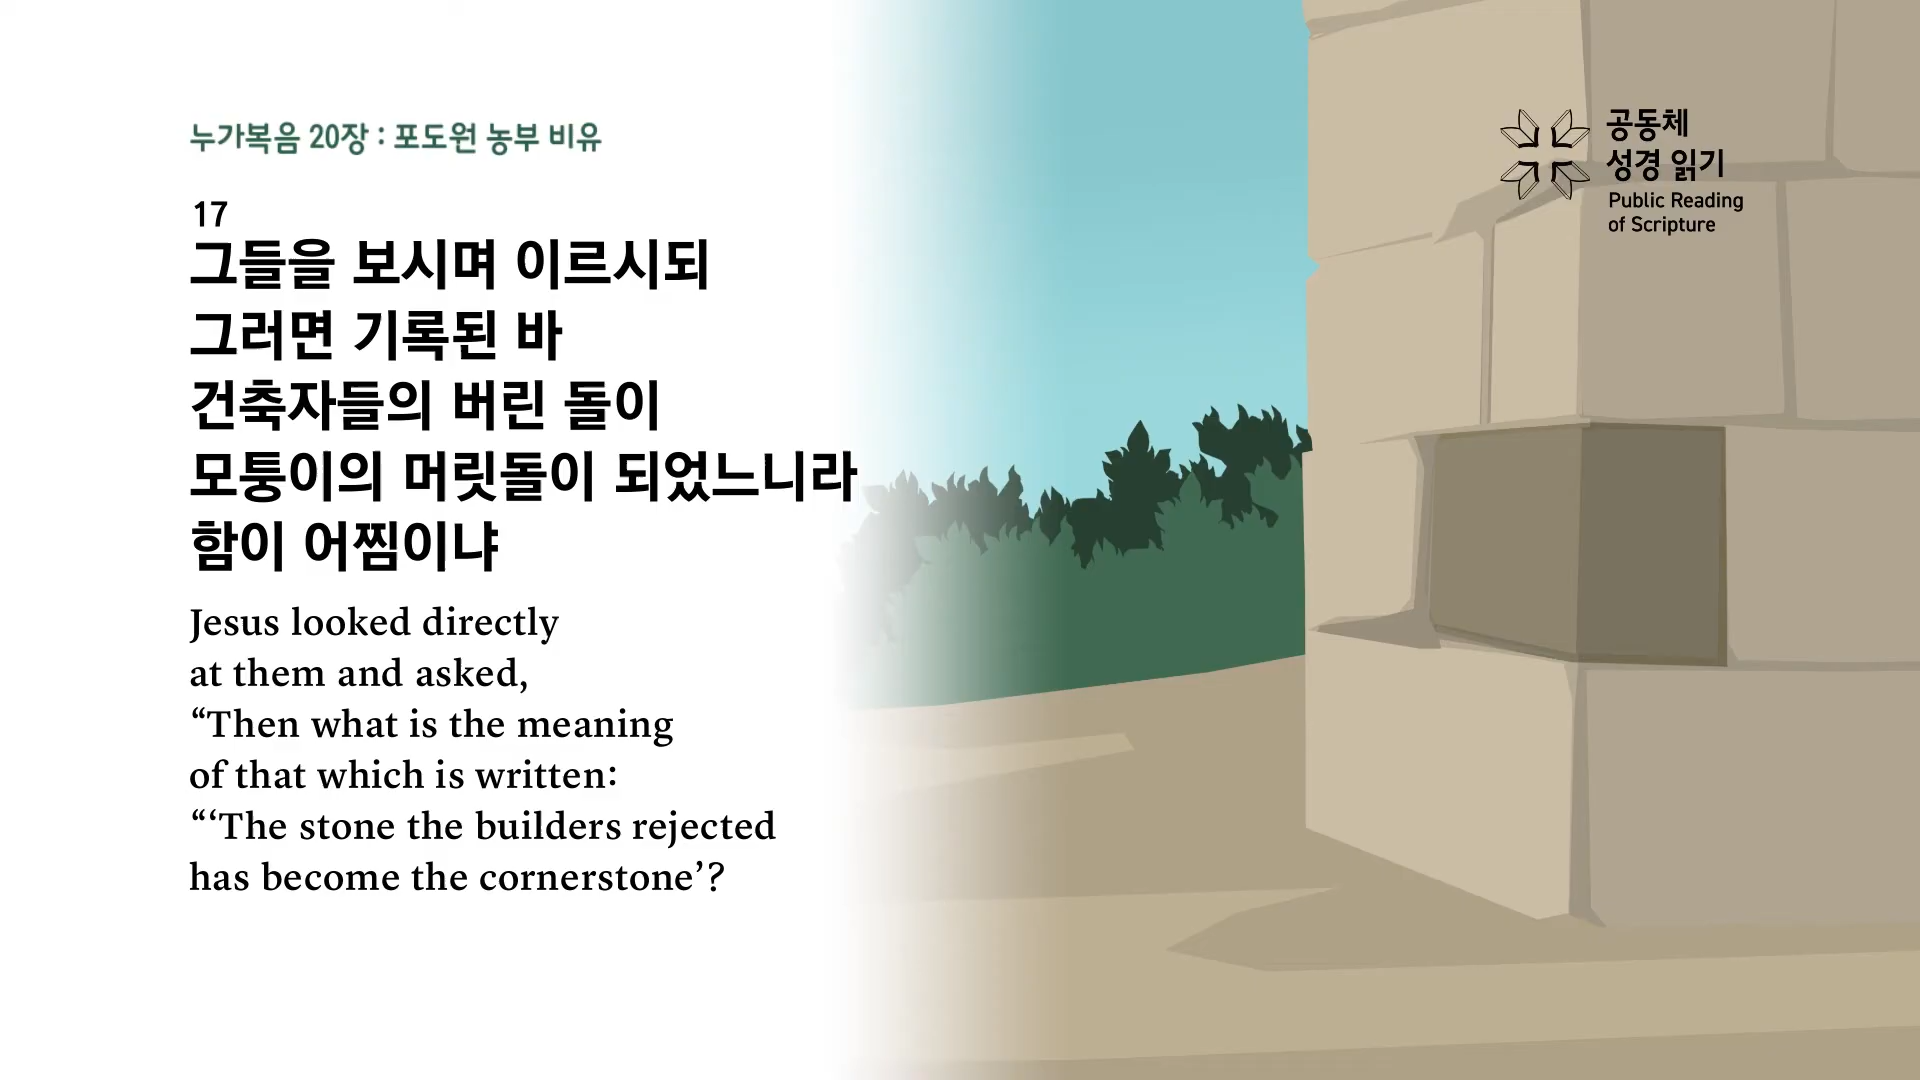 누가복음 20장 : 포도원 농부 비유
17
그들을 보시며 이르시되
그러면 기록된 바
건축자들의 버린 돌이
모퉁이의 머릿돌이 되었느니라
함이 어찜이냐
Jesus looked directly
at them and asked,
“Then what is the meaning
of that which is written:
“‘The stone the builders rejected
has become the cornerstone’?
공동체
성경 읽기
Public Reading
of Scripture